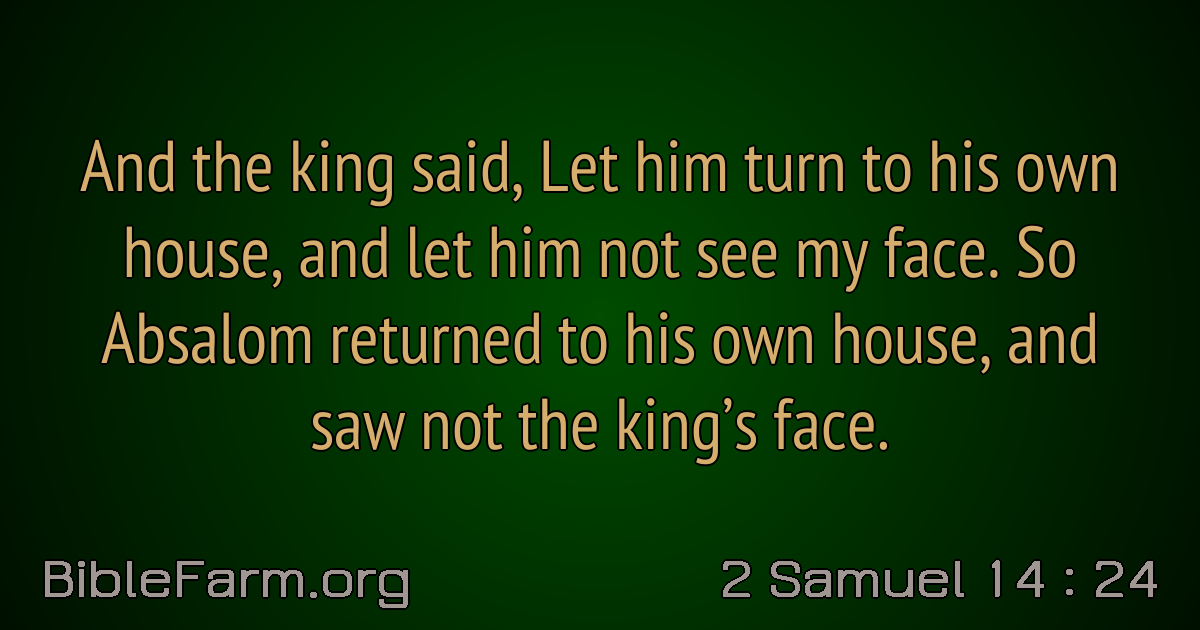 And the king said, Let him turn to his own
house, and let him not see my face. So
Absalom returned to his own house, and
saw not the king’s face.
BibleFarm.org
2 Samuel 14 : 24